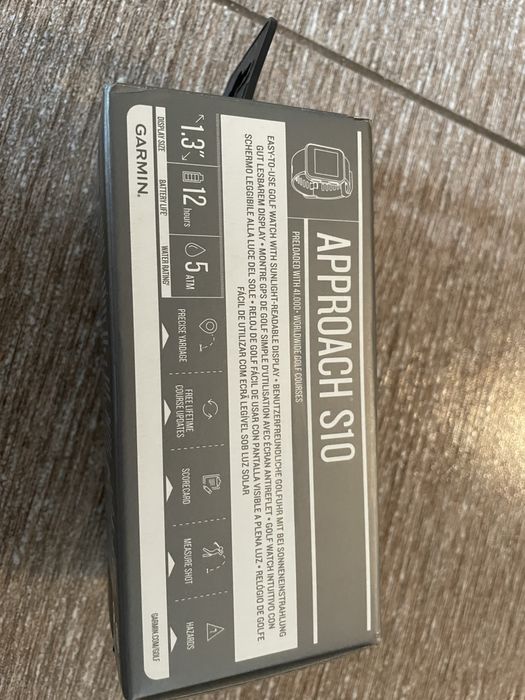 APPROACH® S10
PRELOADED WITH 41,000+ WORLDWIDE GOLF COURSES
EASY-TO-USE GOLF WATCH WITH SUNLIGHT-READABLE DISPLAY • BENUTZERFREUNDLICHE GOLFUHR MIT BEI SONNENEINSTRAHLUNG
GUT LESBAREM DISPLAY • MONTRE GPS DE GOLF SIMPLE D'UTILISATION AVEC ÉCRAN ANTIREFLET • GOLF WATCH INTUITIVO CON
SCHERMO LEGGIBILE ALLA LUCE DEL SOLE • RELOJ DE GOLF FÁCIL DE USAR CON PANTALLA VISIBLE A PLENA LUZ • RELÓGIO DE GOLFE
FÁCIL DE UTILIZAR COM ECRÃ LEGÍVEL SOB LUZ SOLAR
1.3"
12
hours
5
ATM
DISPLAY SIZE
BATTERY LIFE
WATER RATING
PRECISE YARDAGE
FREE LIFETIME
COURSE UPDATES
SCORECARD
MEASURE SHOT
HAZARDS
GARMIN.
GARMIN.COM/GOLF